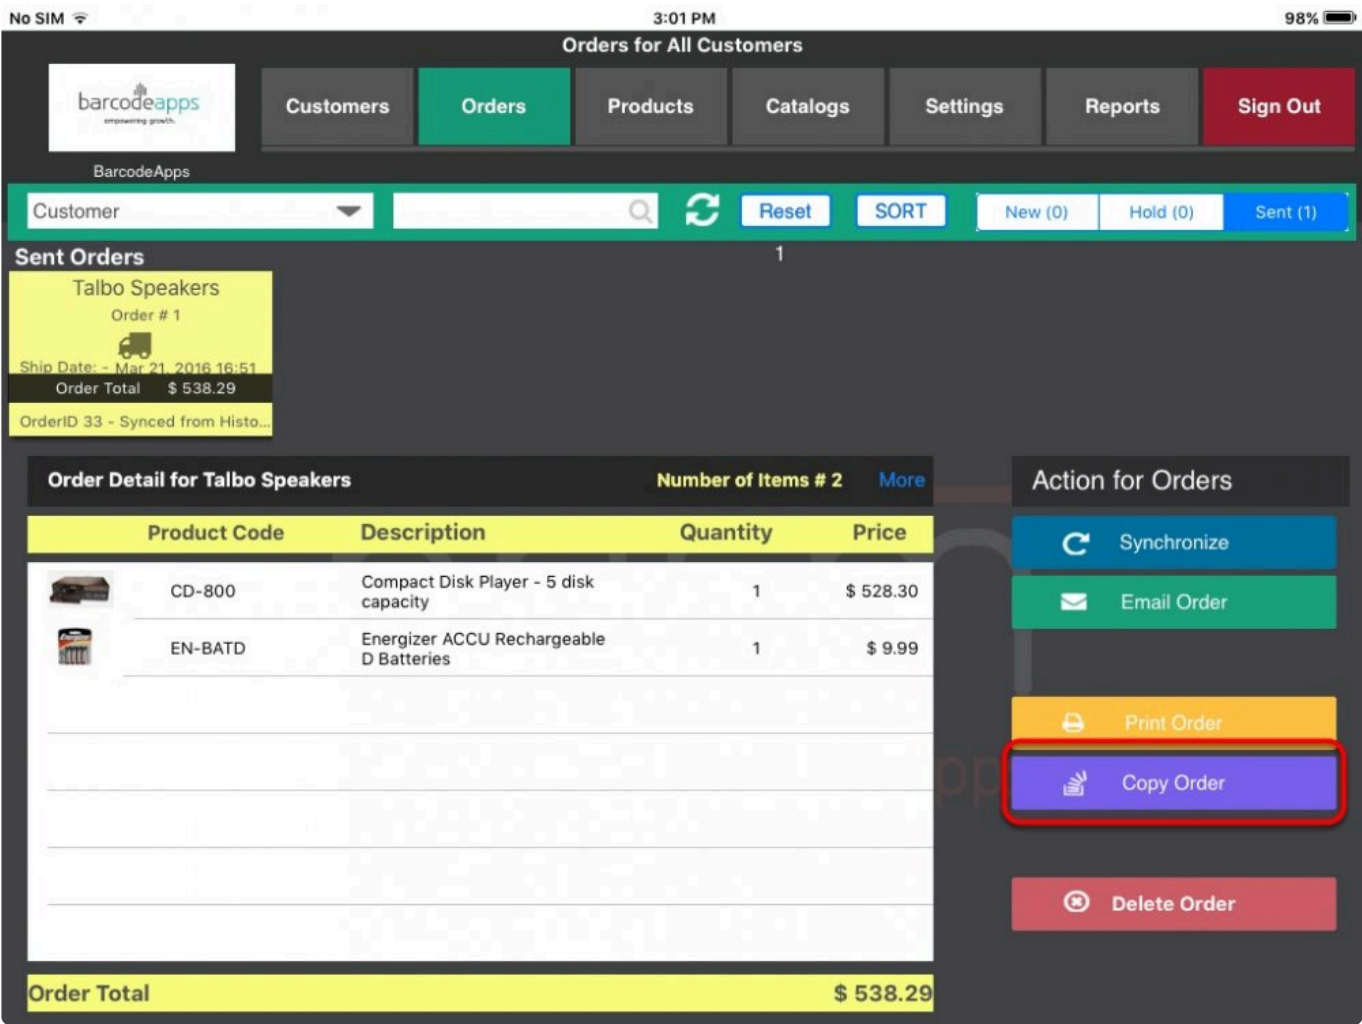 No SIM 3:01 PM 98%
Orders for All Customers
barcodeapps
empowering growth.
BarcodeApps
Customers Orders Products Catalogs Settings Reports Sign Out
Customer Reset SORT New (0) Hold (0) Sent (1)
Sent Orders 1
Talbo Speakers
Order # 1
Ship Date: - Mar 21, 2016 16:51
Order Total $ 538.29
OrderID 33 - Synced from Histo...
Order Detail for Talbo Speakers Number of Items # 2 More
Product Code Description Quantity Price
CD-800 Compact Disk Player - 5 disk capacity 1 $ 528.30
EN-BATD Energizer ACCU Rechargeable D Batteries 1 $ 9.99
Order Total $ 538.29
Action for Orders
Synchronize
Email Order
Print Order
Copy Order
Delete Order